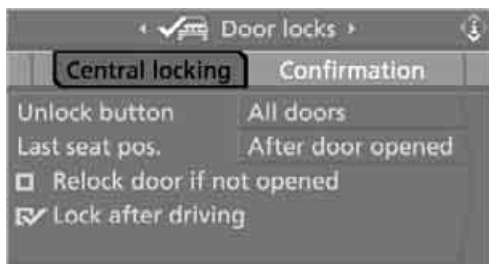 Door locks
Central locking Confirmation
Unlock button All doors
Last seat pos. After door opened
Relock door if not opened
Lock after driving